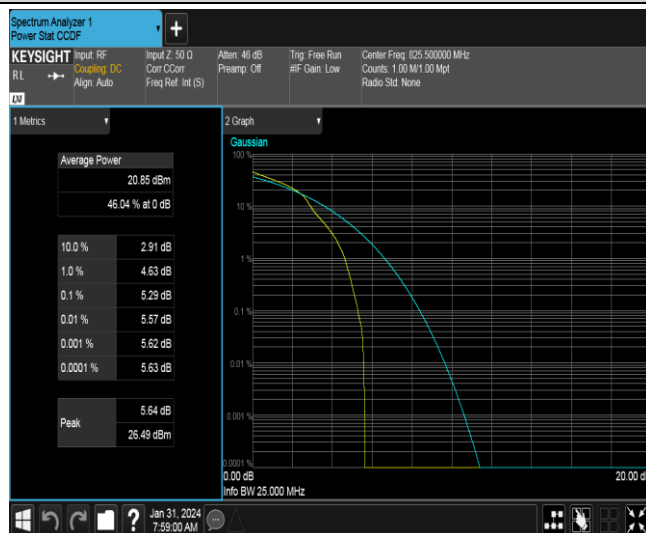 Spectrum Analyzer 1
Power Stat CCDF
+
KEYSIGHT
RL
LXI
Input: RF
Coupling: DC
Align: Auto
Input Z: 50 Ω
Corr CCorr
Freq Ref: Int (S)
Atten: 46 dB
Preamp: Off
Trig: Free Run
#IF Gain: Low
Center Freq: 825.500000 MHz
Counts: 1.00 M/1.00 Mpt
Radio Std: None
1 Metrics
Average Power
20.85 dBm
46.04 % at 0 dB
10.0 % 2.91 dB
1.0 % 4.63 dB
0.1 % 5.29 dB
0.01 % 5.57 dB
0.001 % 5.62 dB
0.0001 % 5.63 dB
Peak
5.64 dB
26.49 dBm
2 Graph
Gaussian
100 %
10 %
1 %
0.1 %
0.01 %
0.001 %
0.0001 %
0.00 dB
20.00 d
Info BW 25.000 MHz
?
Jan 31, 2024
7:59:00 AM